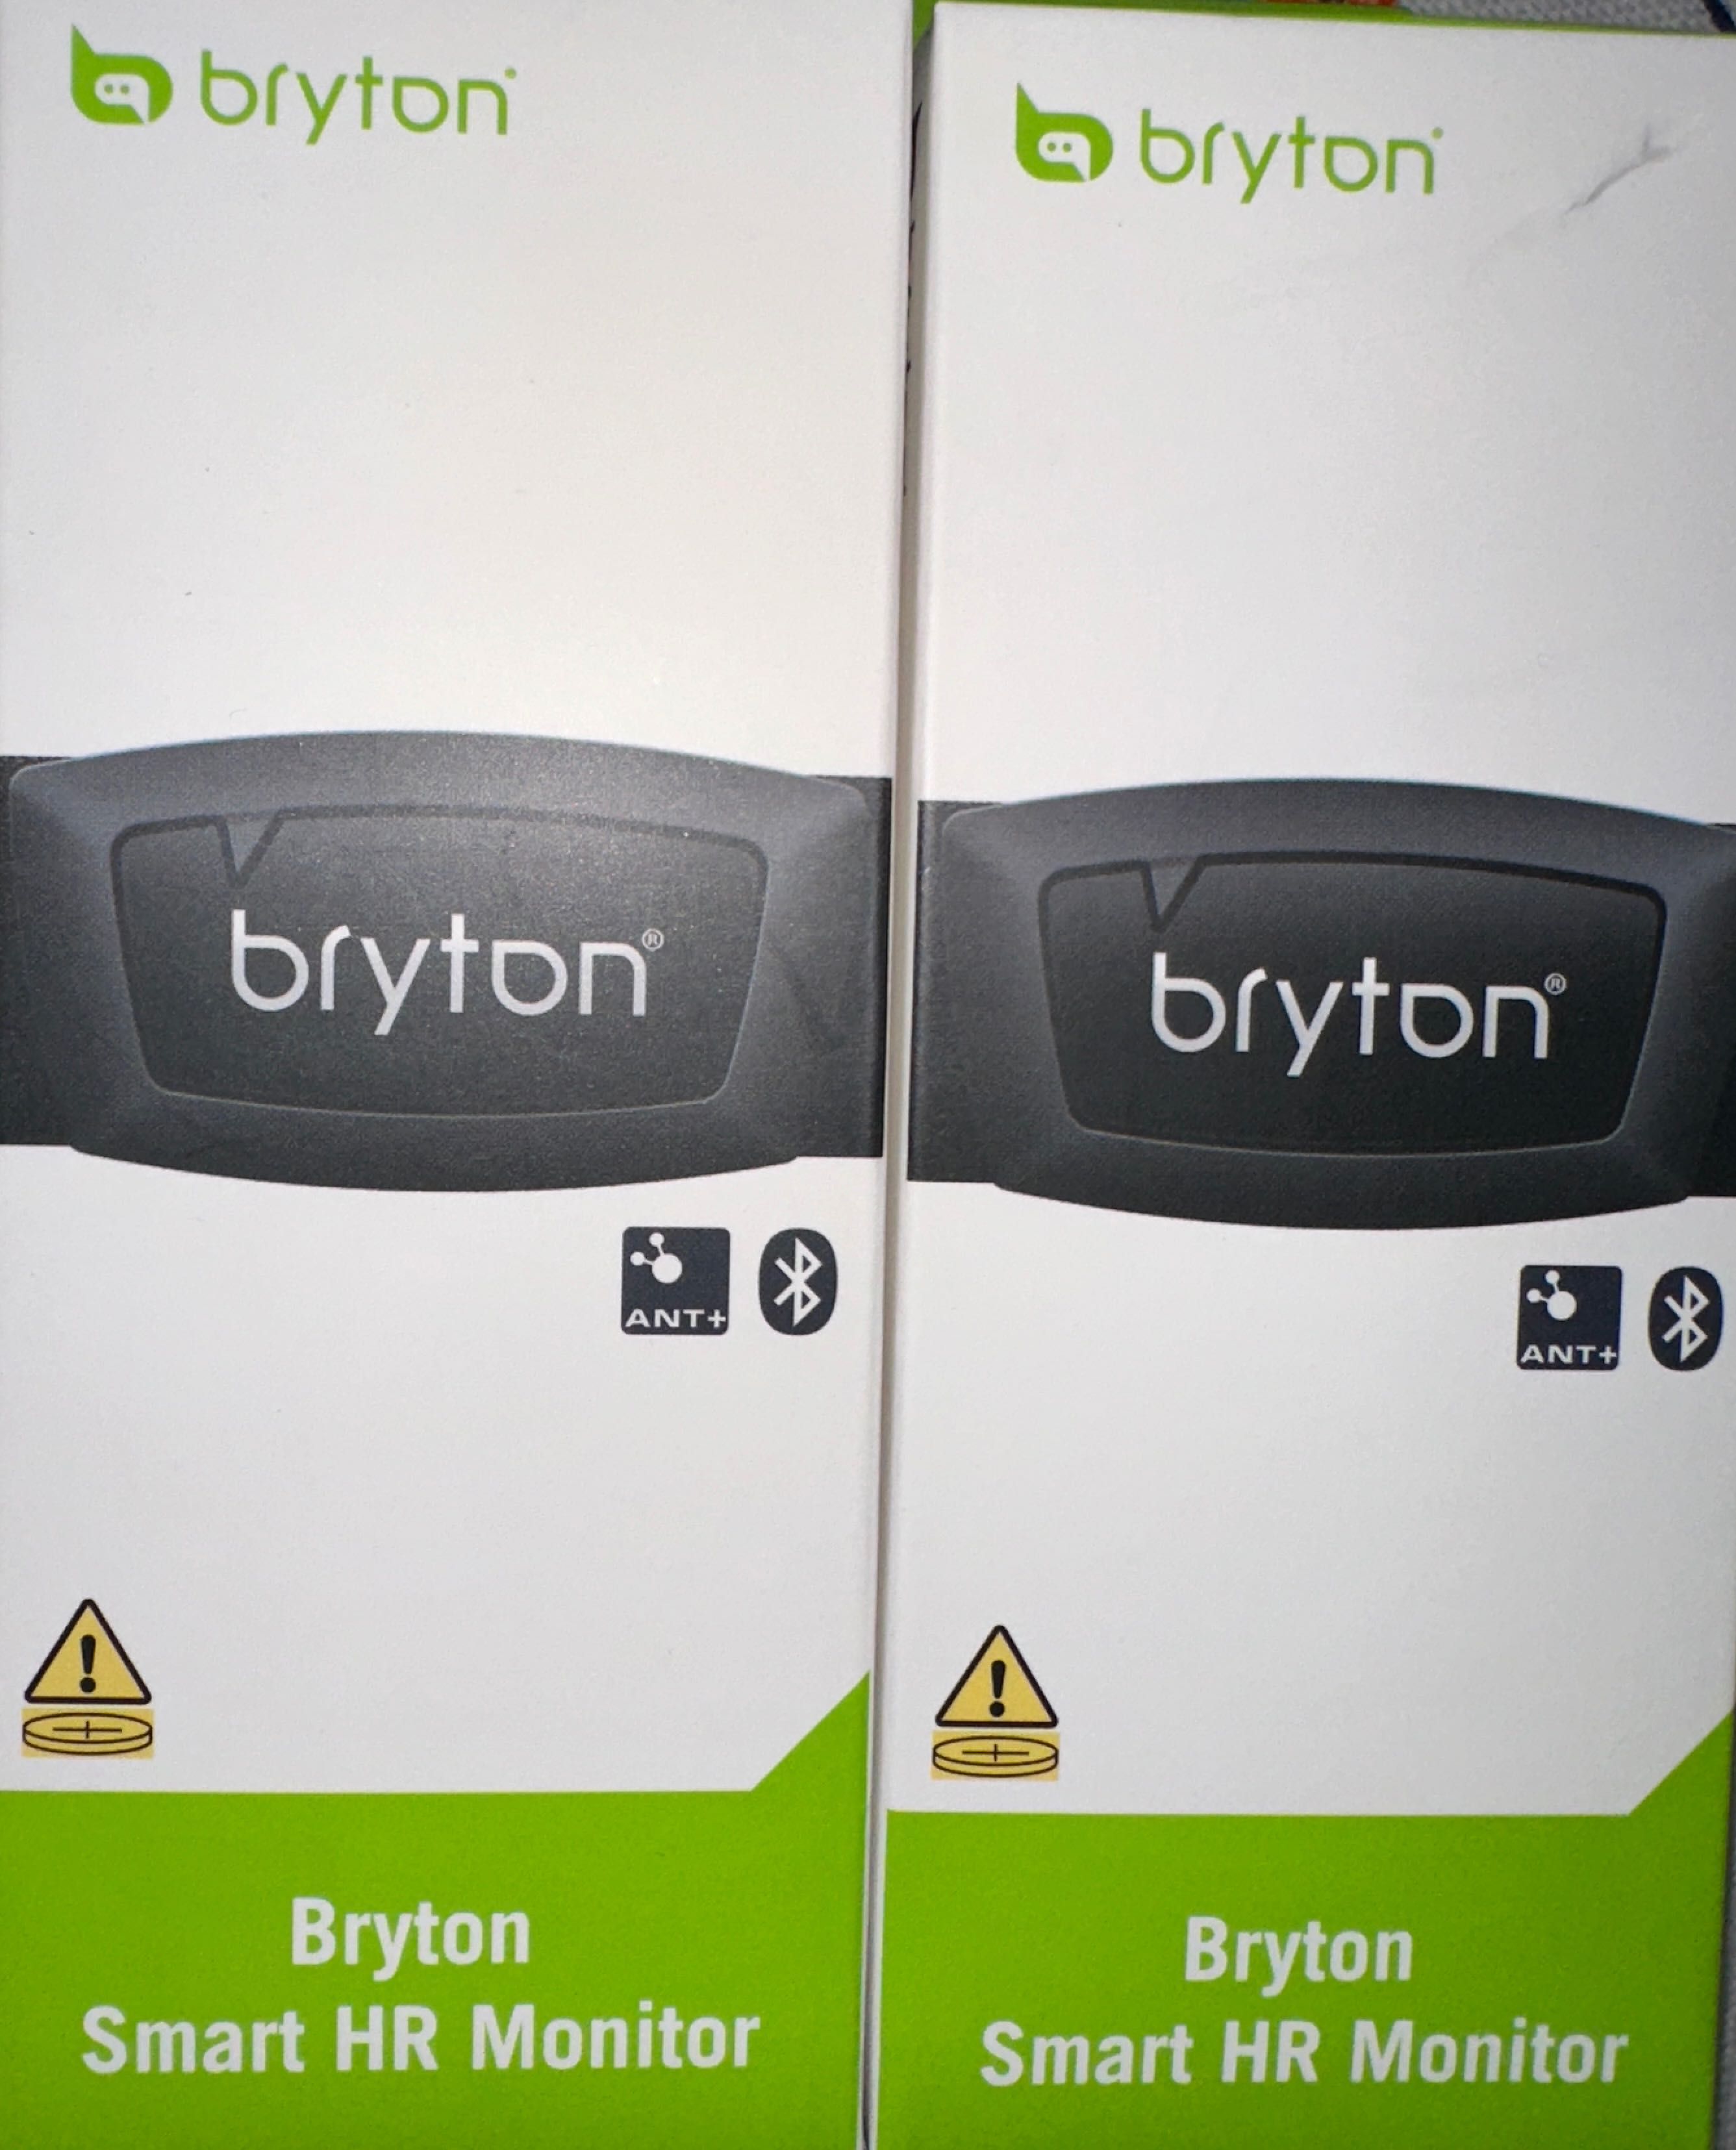 bryton
bryton®
ANT+
Bryton
Smart HR Monitor
bryton
bryton®
ANT+
Bryton
Smart HR Monitor